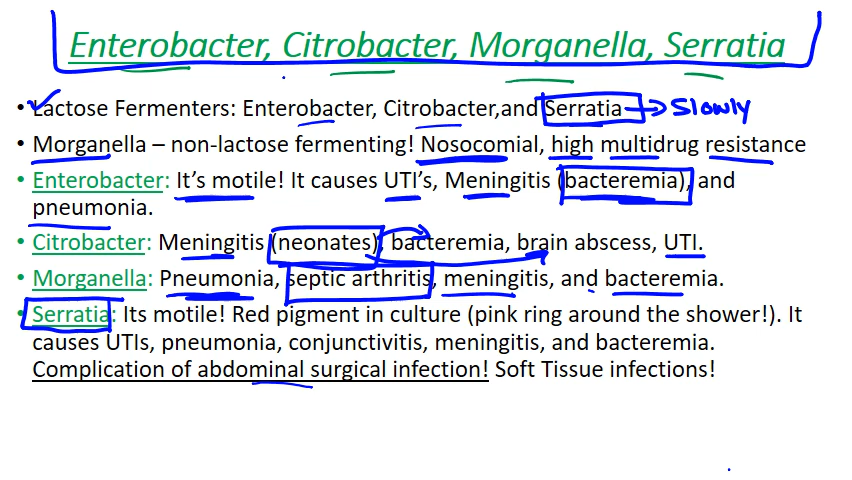 Enterobacter, Citrobacter, Morganella, Serratia
• Lactose Fermenters: Enterobacter, Citrobacter,and Serratia → Slowly
• Morganella – non-lactose fermenting! Nosocomial, high multidrug resistance
• Enterobacter: It's motile! It causes UTI's, Meningitis (bacteremia), and
pneumonia.
• Citrobacter: Meningitis (neonates), bacteremia, brain abscess, UTI.
• Morganella: Pneumonia, septic arthritis, meningitis, and bacteremia.
• Serratia: Its motile! Red pigment in culture (pink ring around the shower!). It
causes UTIs, pneumonia, conjunctivitis, meningitis, and bacteremia.
Complication of abdominal surgical infection! Soft Tissue infections!